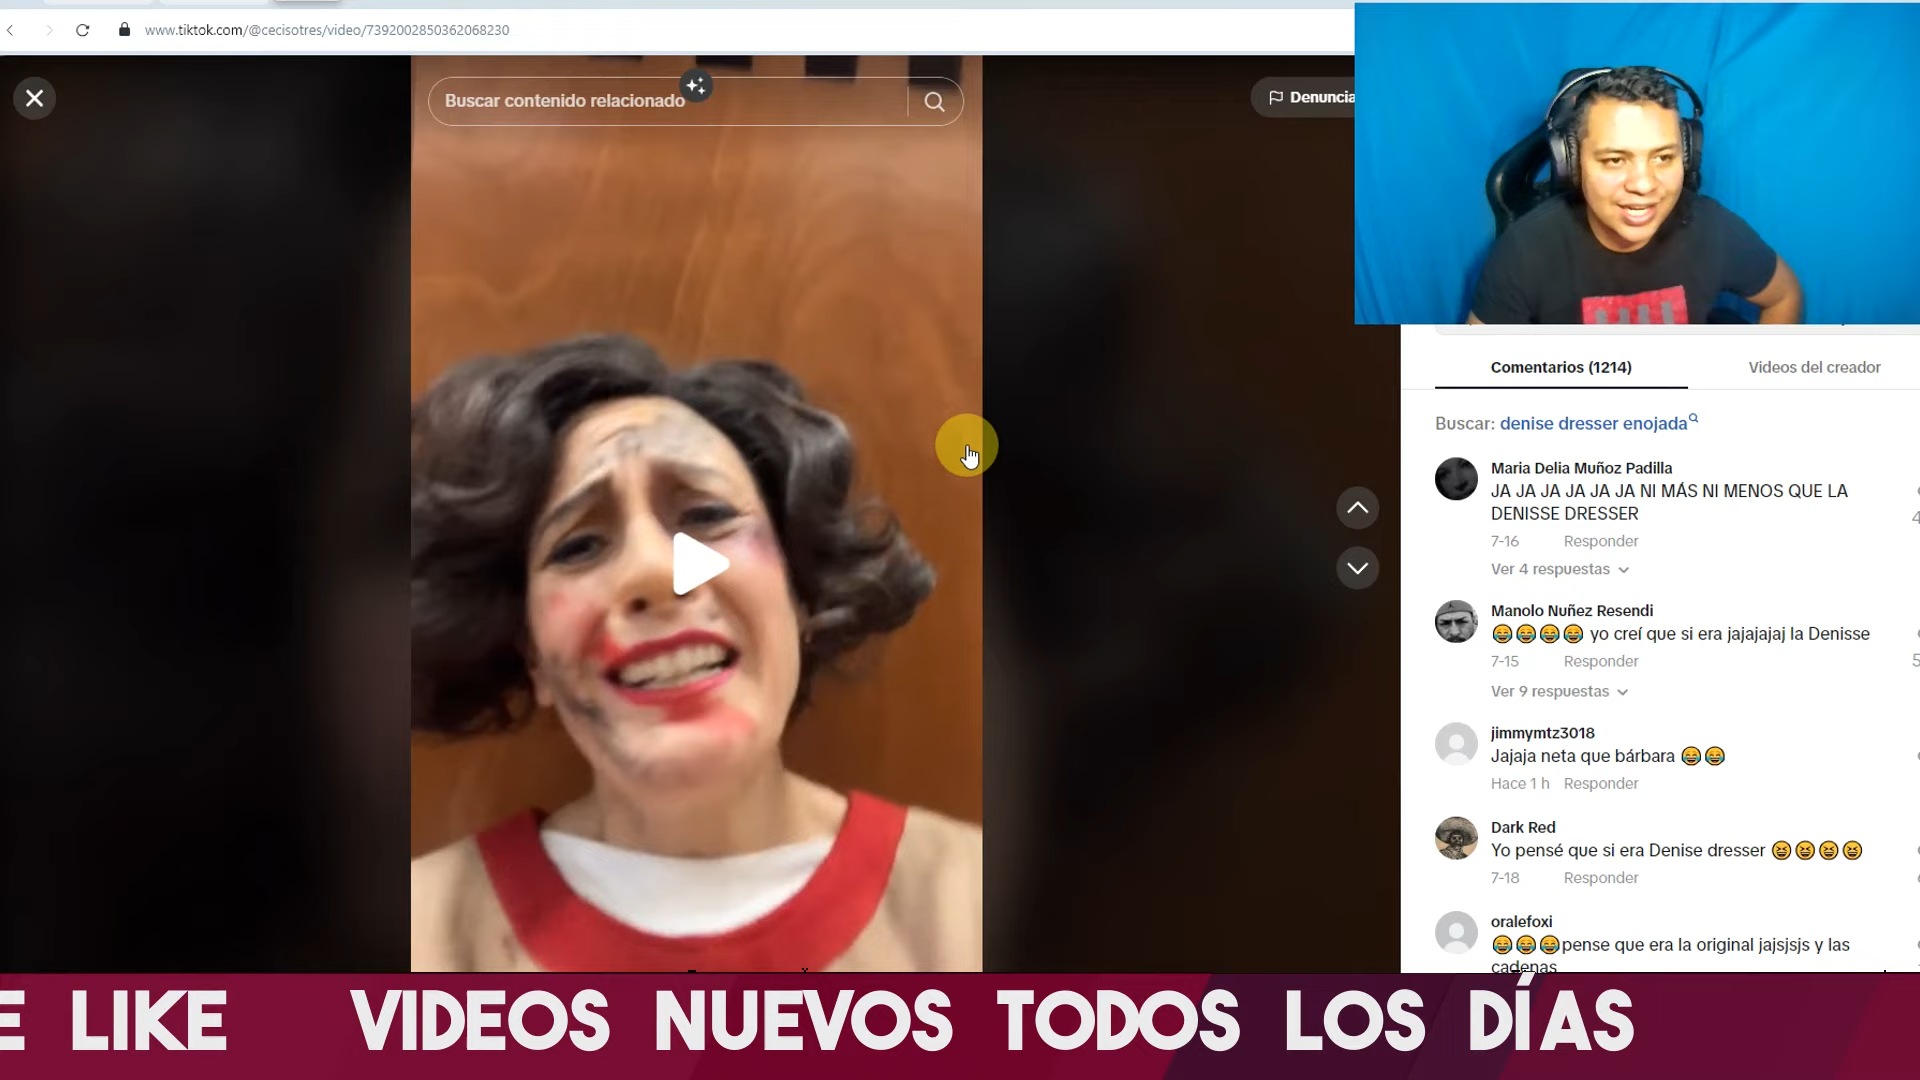 www.tiktok.com/@cecisotres/video/7392002850362068230
Buscar contenido relacionado
Denuncia
Comentarios (1214)
Videos del creador
Buscar: denise dresser enojada
Maria Delia Muñoz Padilla
JA JA JA JA JA JA NI MÁS NI MENOS QUE LA
DENISSE DRESSER
7-16 Responder
Ver 4 respuestas
Manolo Nuñez Resendi
😂😂😂😂 yo creí que si era jajajajaj la Denisse
7-15 Responder
Ver 9 respuestas
jimmymtz3018
Jajaja neta que bárbara 😂😂
Hace 1 h Responder
Dark Red
Yo pensé que si era Denise dresser 😆😆😆😆
7-18 Responder
oralefoxi
😂😂😂pense que era la original jajsjsjs y las
cadenas
E LIKE VIDEOS NUEVOS TODOS LOS DÍAS